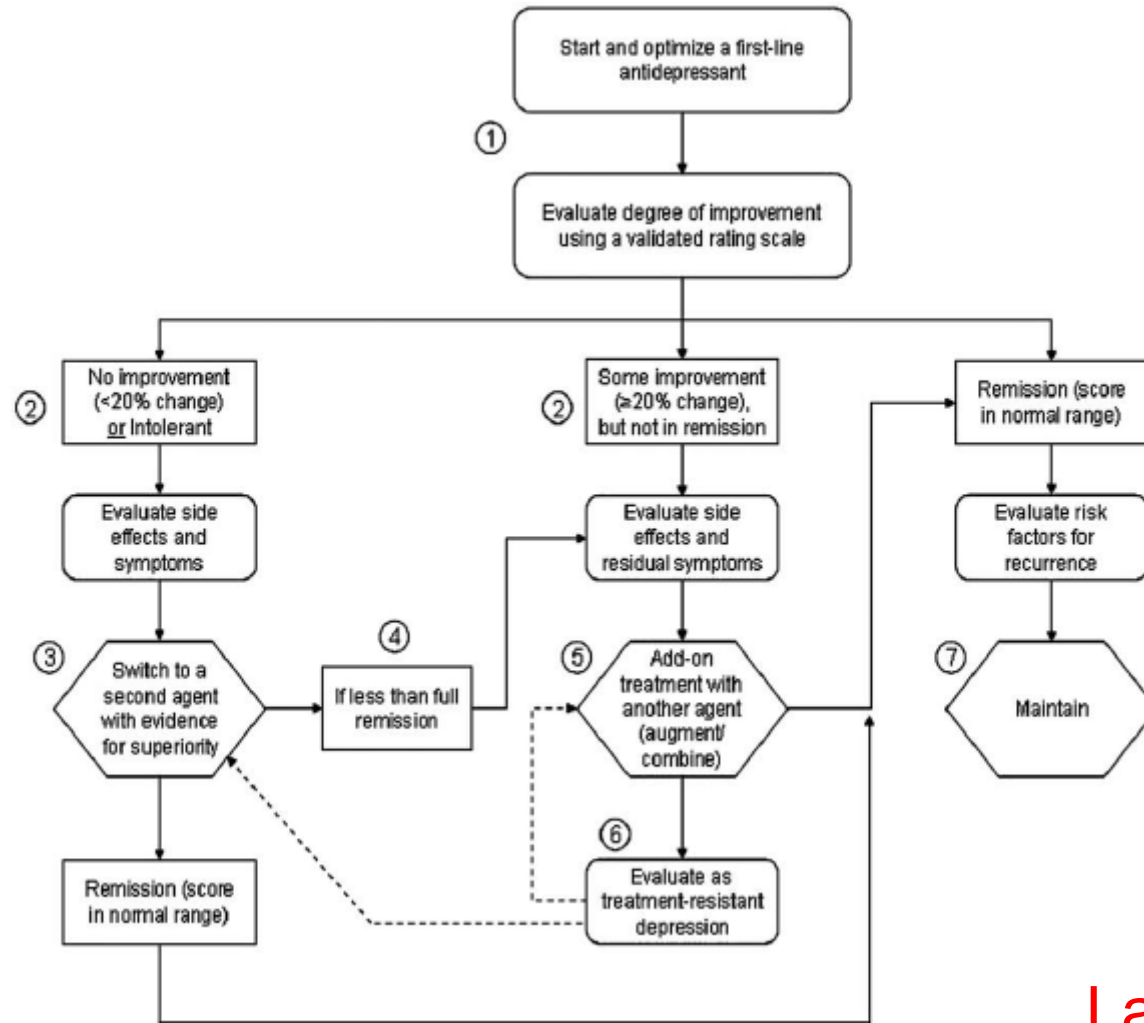 Start and optimize a first-line
antidepressant
①
Evaluate degree of improvement
using a validated rating scale
②
No improvement
(<20% change)
or Intolerant
②
Some improvement
(≥20% change),
but not in remission
Remission (score
in normal range)
Evaluate side
effects and
symptoms
Evaluate side
effects and
residual symptoms
Evaluate risk
factors for
recurrence
③
Switch to a
second agent
with evidence
for superiority
④
If less than full
remission
⑤
Add-on
treatment with
another agent
(augment/
combine)
⑦
Maintain
Remission (score
in normal range)
⑥
Evaluate as
treatment-resistant
depression